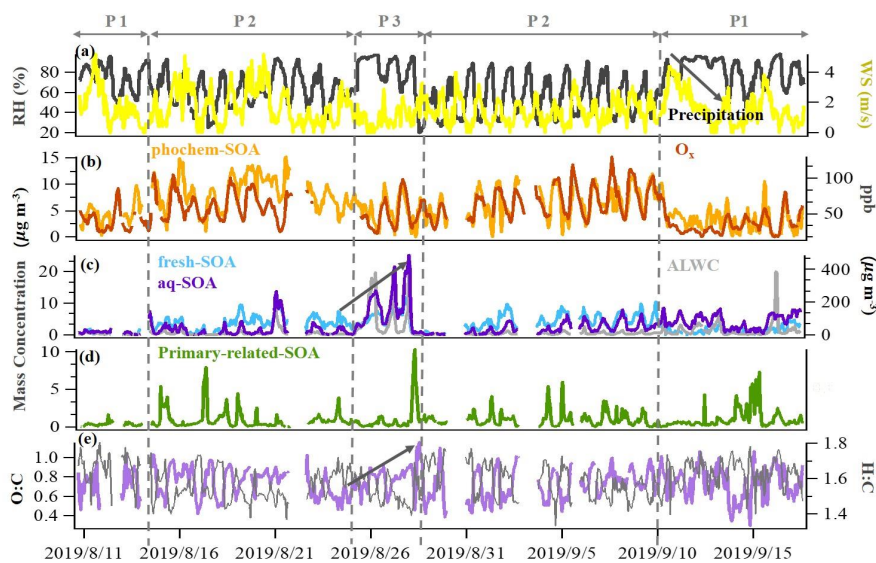 P 1 P 2 P 3 P 2 P1
(a)
RH (%)
80
60
40
20
4
2
0
WS (m/s)
Precipitation
(b)
phochem-SOA
Ox
15
10
5
0
100
50
ppb
Mass Concentration (µg m-3)
(c)
fresh-SOA
aq-SOA
ALWC
20
10
0
400
200
0
(µg m-3)
(d)
Primary-related-SOA
10
5
0
(e)
O:C
1.0
0.8
0.6
0.4
1.8
1.6
1.4
H:C
2019/8/11 2019/8/16 2019/8/21 2019/8/26 2019/8/31 2019/9/5 2019/9/10 2019/9/15